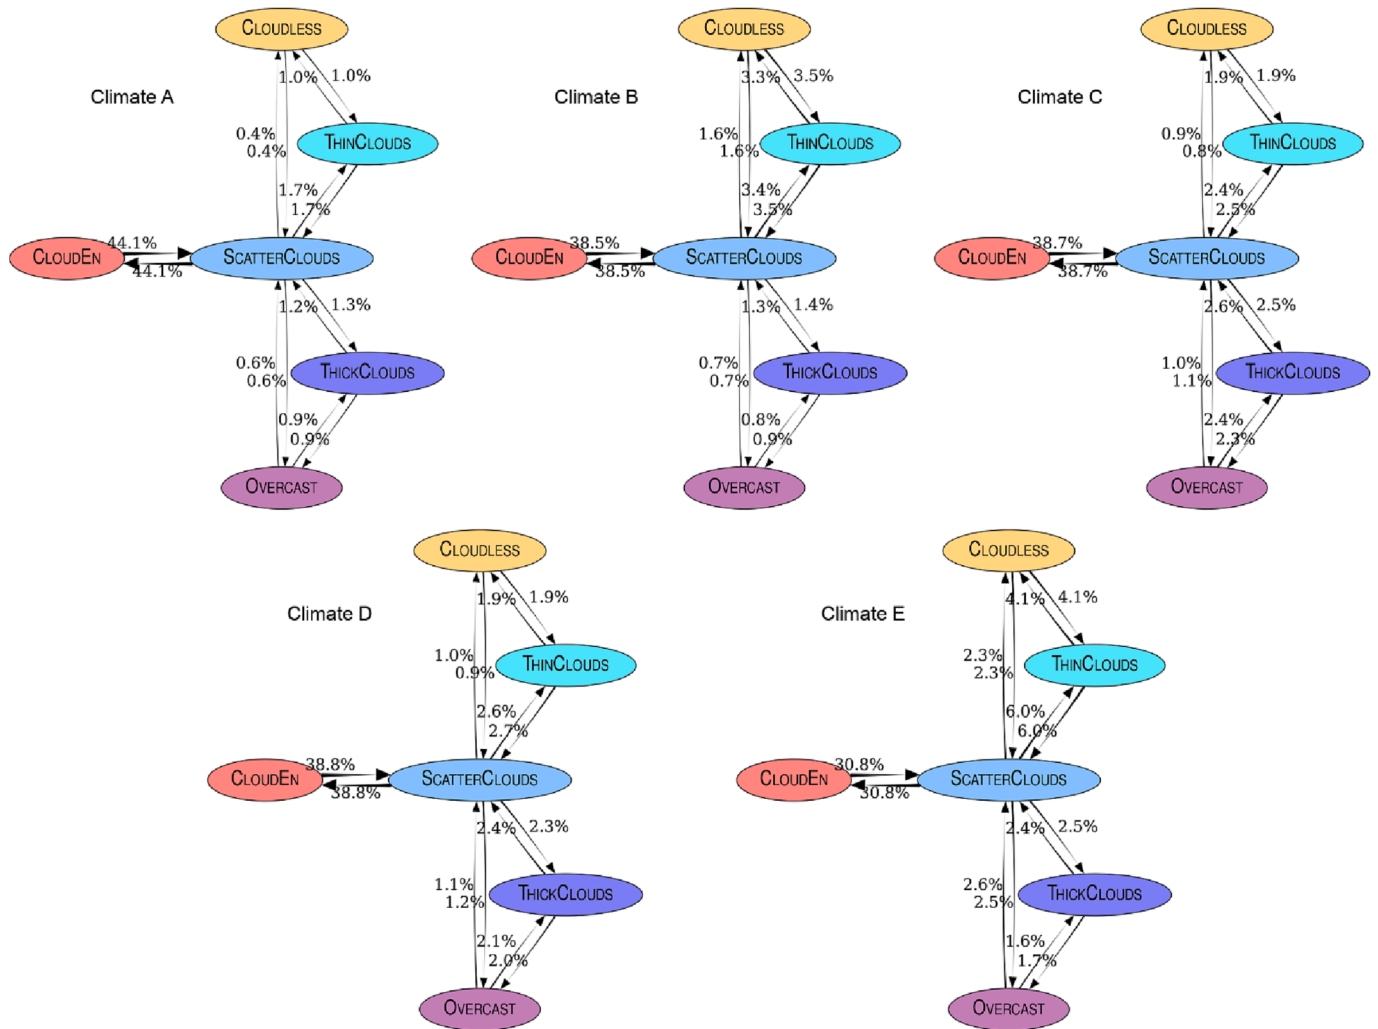 CLOUDLESS
1.0% 1.0%
Climate A
0.4%
0.4%
THINCLOUDS
1.7%
1.7%
44.1%
CLOUDEN
SCATTERCLOUDS
44.1%
1.2% 1.3%
0.6%
0.6%
THICKCLOUDS
0.9%
0.9%
OVERCAST
CLOUDLESS
3.3% 3.5%
Climate B
1.6%
1.6%
THINCLOUDS
3.4%
3.5%
38.5%
CLOUDEN
SCATTERCLOUDS
38.5%
1.3% 1.4%
0.7%
0.7%
THICKCLOUDS
0.8%
0.9%
OVERCAST
CLOUDLESS
1.9% 1.9%
Climate C
0.9%
0.8%
THINCLOUDS
2.4%
2.5%
38.7%
CLOUDEN
SCATTERCLOUDS
38.7%
2.6% 2.5%
1.0%
1.1%
THICKCLOUDS
2.4%
2.3%
OVERCAST
CLOUDLESS
1.9% 1.9%
Climate D
1.0%
0.9%
THINCLOUDS
2.6%
2.7%
38.8%
CLOUDEN
SCATTERCLOUDS
38.8%
2.4% 2.3%
1.1%
1.2%
THICKCLOUDS
2.1%
2.0%
OVERCAST
CLOUDLESS
4.1% 4.1%
Climate E
2.3%
2.3%
THINCLOUDS
6.0%
6.0%
30.8%
CLOUDEN
SCATTERCLOUDS
30.8%
2.4% 2.5%
2.6%
2.5%
THICKCLOUDS
1.6%
1.7%
OVERCAST